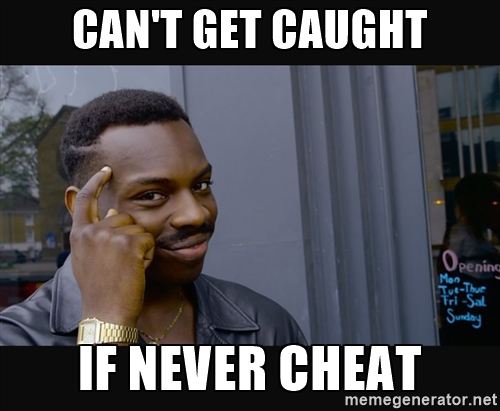 CAN'T GET CAUGHT
Opening
Mon
Tue-Thur
Fri-Sat
Sunday
IF NEVER CHEAT
memegenerator.net